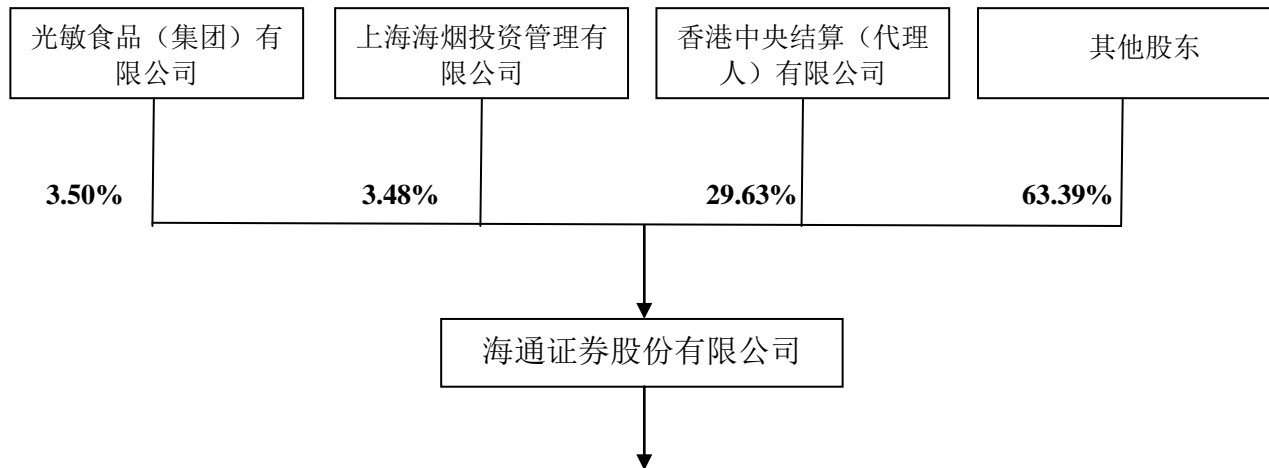 光敏食品（集团）有
限公司
上海海烟投资管理有
限公司
香港中央结算（代理
人）有限公司
其他股东
3.50%
3.48%
29.63%
63.39%
海通证券股份有限公司